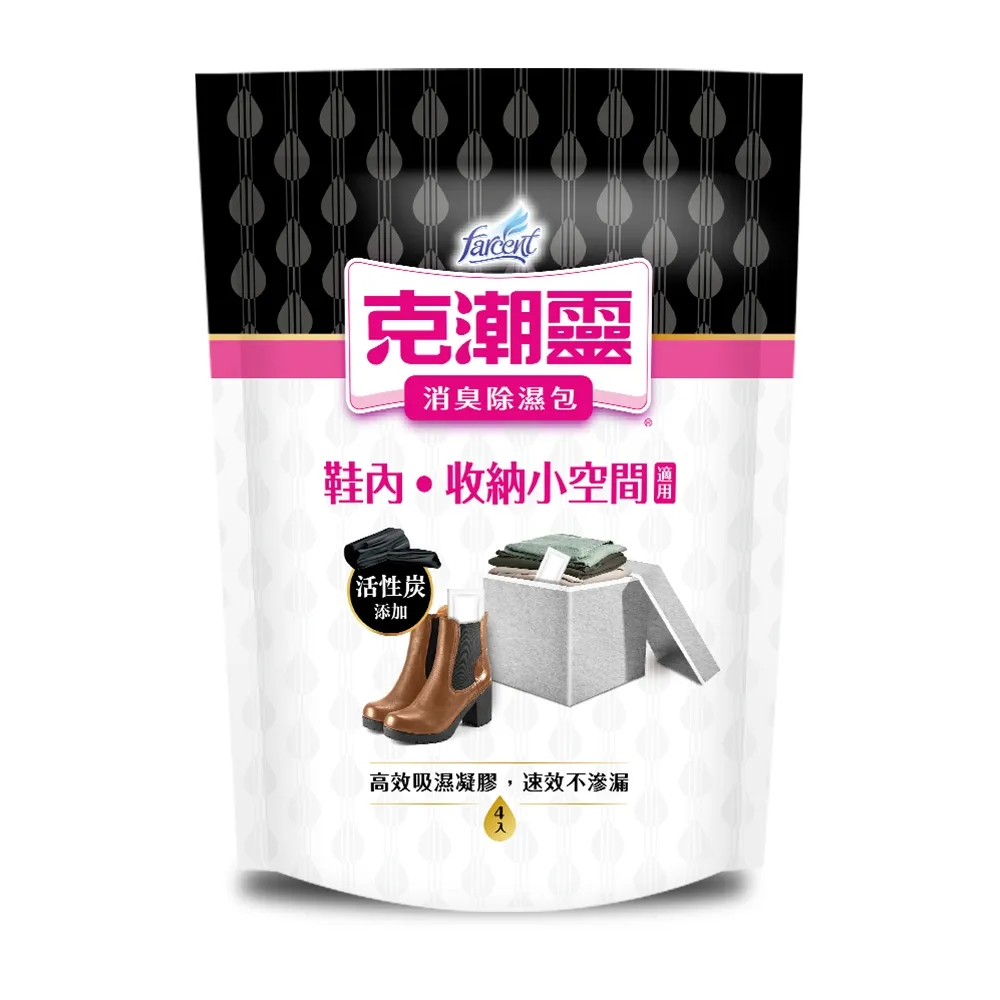 farcent
克潮靈
消臭除濕包
®
鞋內・收納小空間適用
活性炭
添加
高效吸濕凝膠,速效不滲漏
4
入